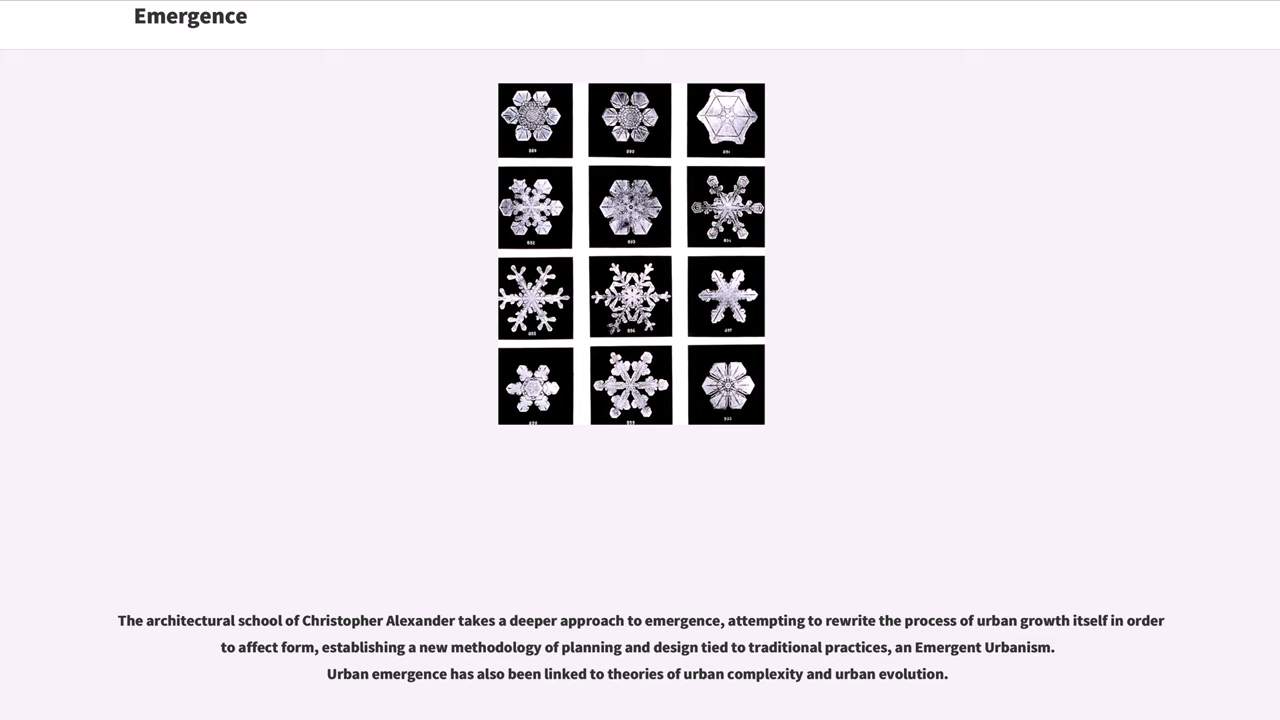 Emergence
The architectural school of Christopher Alexander takes a deeper approach to emergence, attempting to rewrite the process of urban growth itself in order
to affect form, establishing a new methodology of planning and design tied to traditional practices, an Emergent Urbanism.
Urban emergence has also been linked to theories of urban complexity and urban evolution.